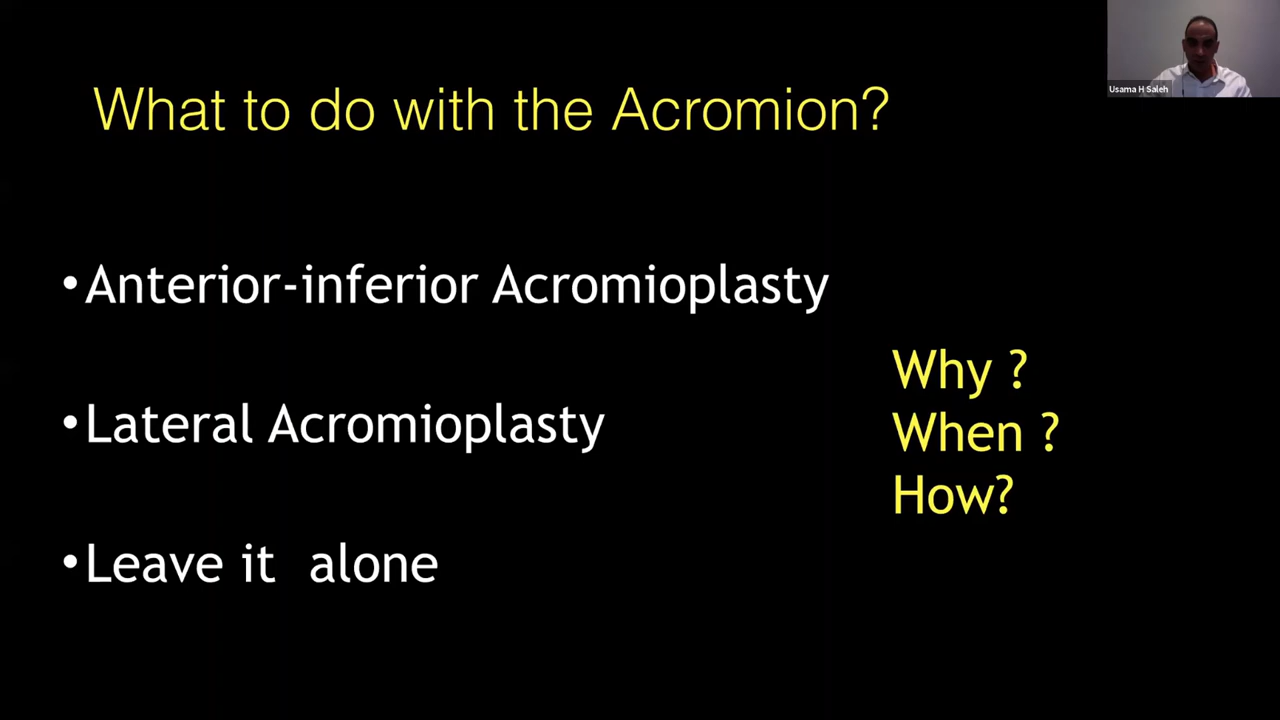 Usama H Saleh
What to do with the Acromion?
•Anterior-inferior Acromioplasty
•Lateral Acromioplasty
•Leave it  alone
Why ?
When ?
How?